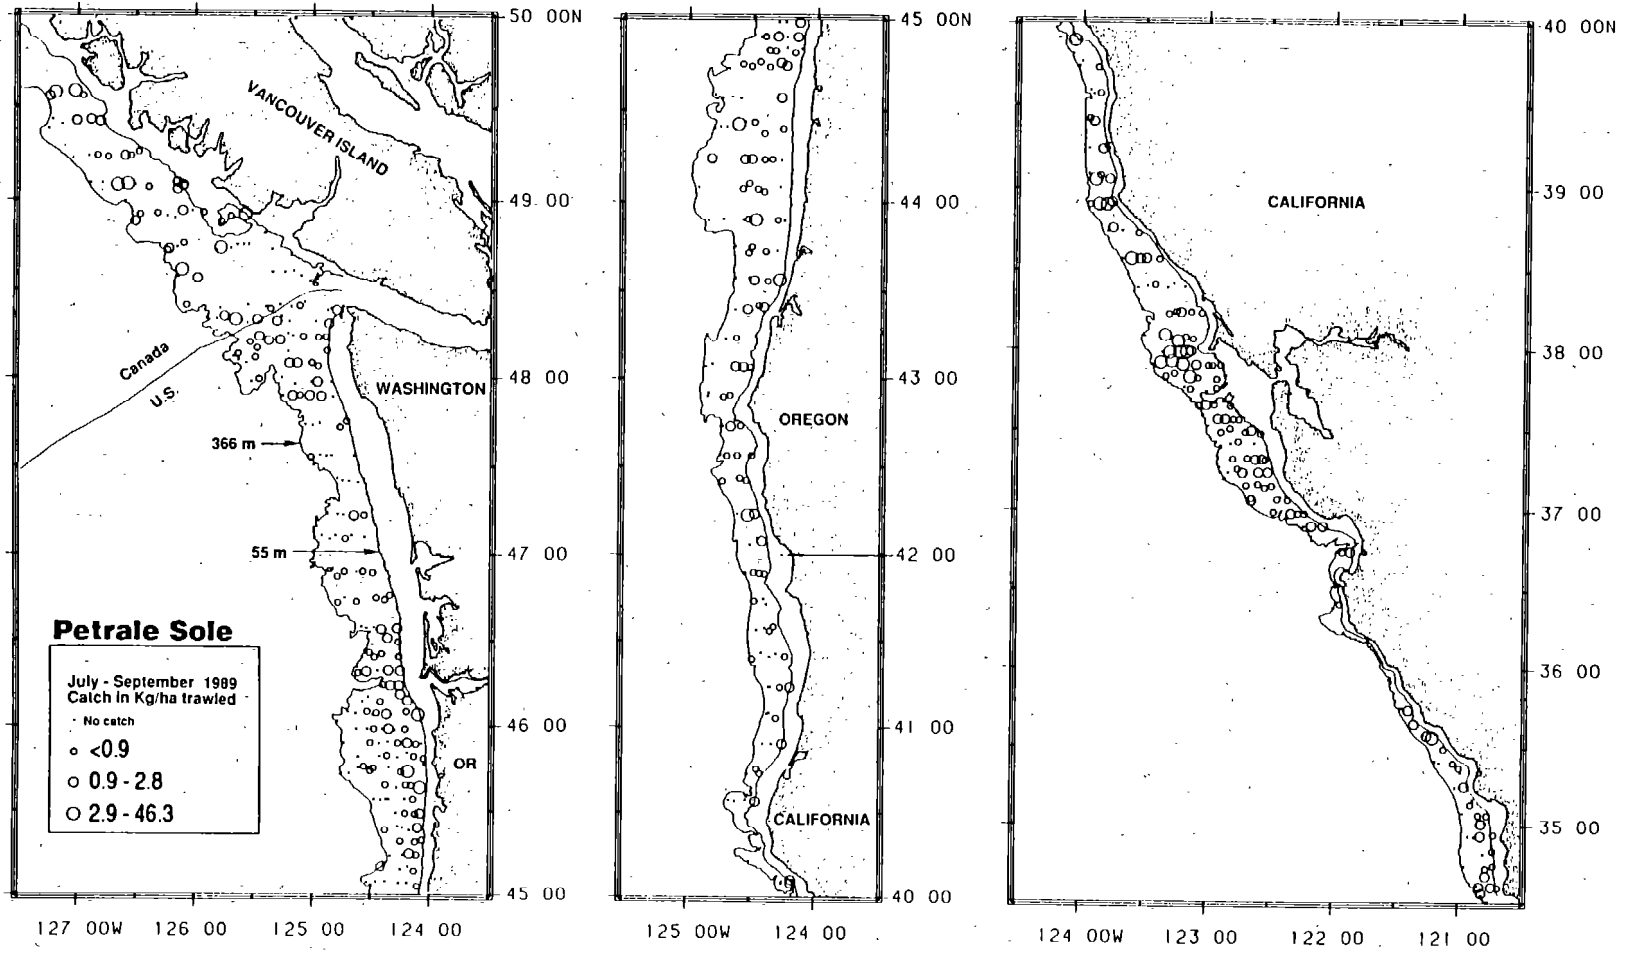 50 00N
VANCOUVER ISLAND
49 00
Canada
U.S.
48 00
WASHINGTON
366 m
55 m
47 00
Petrale Sole
July - September 1989
Catch in Kg/ha trawled
No catch
<0.9
0.9 - 2.8
2.9 - 46.3
46 00
OR
45 00
127 00W 126 00 125 00 124 00
45 00N
44 00
43 00
OREGON
42 00
41 00
CALIFORNIA
40 00
125 00W 124 00
40 00N
39 00
CALIFORNIA
38 00
37 00
36 00
35 00
124 00W 123 00 122 00 121 00